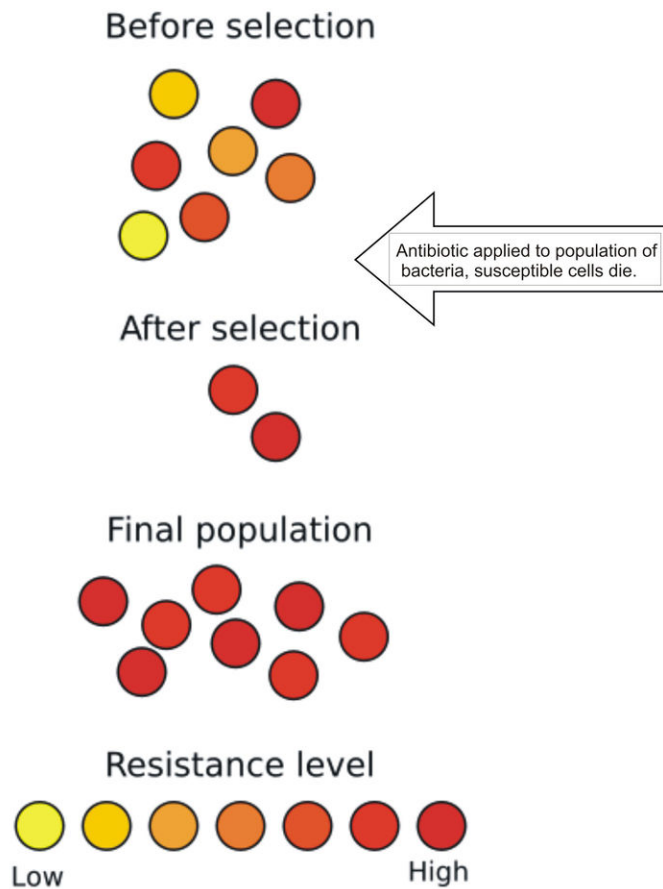 Before selection
Antibiotic applied to population of
bacteria, susceptible cells die.
After selection
Final population
Resistance level
Low
High